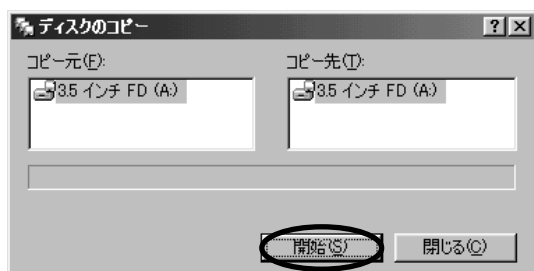 ディスクのコピー
コピー元(F):
コピー先(T):
3.5 インチ FD (A:)
3.5 インチ FD (A:)
開始(S)
閉じる(C)